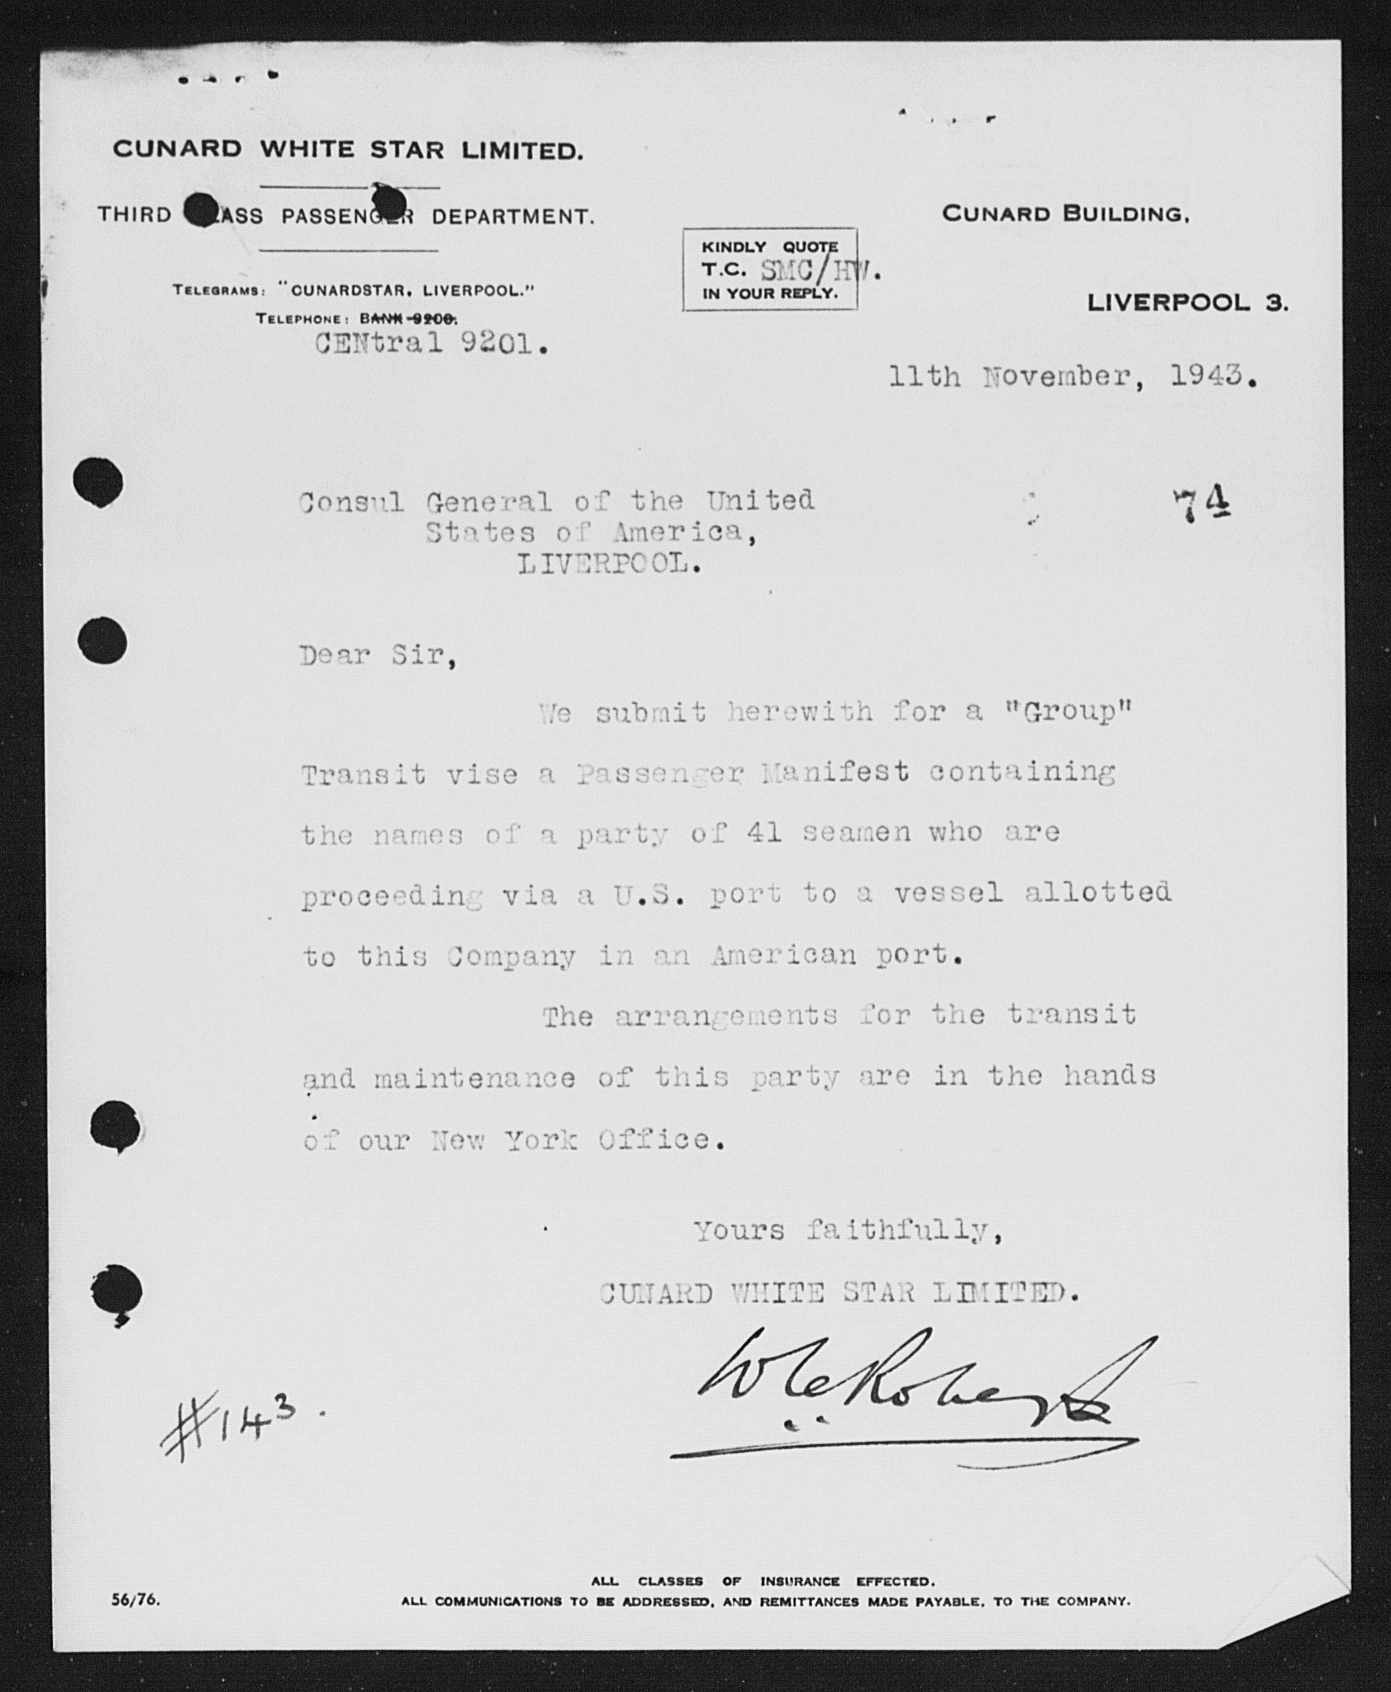 CUNARD WHITE STAR LIMITED.
THIRD CLASS PASSENGER DEPARTMENT.
TELEGRAMS: "CUNARDSTAR, LIVERPOOL."
TELEPHONE: BANK 9200.
CENtral 9201.
KINDLY QUOTE
T.C. SMC/HW.
IN YOUR REPLY.
CUNARD BUILDING,
LIVERPOOL 3.
11th November, 1943.
74
Consul General of the United
States of America,
LIVERPOOL.
Dear Sir,
We submit herewith for a "Group"
Transit vise a Passenger Manifest containing
the names of a party of 41 seamen who are
proceeding via a U.S. port to a vessel allotted
to this Company in an American port.
The arrangements for the transit
and maintenance of this party are in the hands
of our New York Office.
Yours faithfully,
CUNARD WHITE STAR LIMITED.
#143.
ALL CLASSES OF INSURANCE EFFECTED.
56/76.
ALL COMMUNICATIONS TO BE ADDRESSED, AND REMITTANCES MADE PAYABLE, TO THE COMPANY.